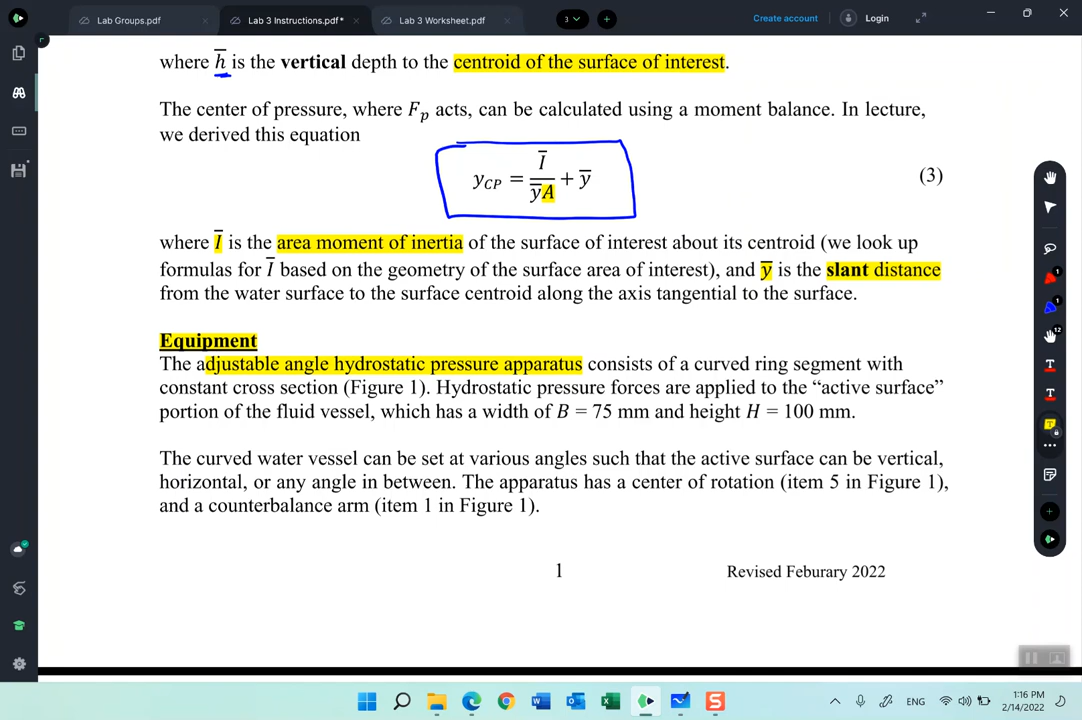 Lab Groups.pdf
Lab 3 Instructions.pdf*
Lab 3 Worksheet.pdf
3
Create account
Login
where h̅ is the vertical depth to the centroid of the surface of interest.
The center of pressure, where Fₚ acts, can be calculated using a moment balance. In lecture,
we derived this equation
y_CP = I̅ / (y̅A) + y̅
(3)
where I̅ is the area moment of inertia of the surface of interest about its centroid (we look up
formulas for I̅ based on the geometry of the surface area of interest), and y̅ is the slant distance
from the water surface to the surface centroid along the axis tangential to the surface.
Equipment
The adjustable angle hydrostatic pressure apparatus consists of a curved ring segment with
constant cross section (Figure 1). Hydrostatic pressure forces are applied to the “active surface”
portion of the fluid vessel, which has a width of B = 75 mm and height H = 100 mm.
The curved water vessel can be set at various angles such that the active surface can be vertical,
horizontal, or any angle in between. The apparatus has a center of rotation (item 5 in Figure 1),
and a counterbalance arm (item 1 in Figure 1).
1
Revised Feburary 2022
1
1
12
T
T
T
ENG
1:16 PM
2/14/2022